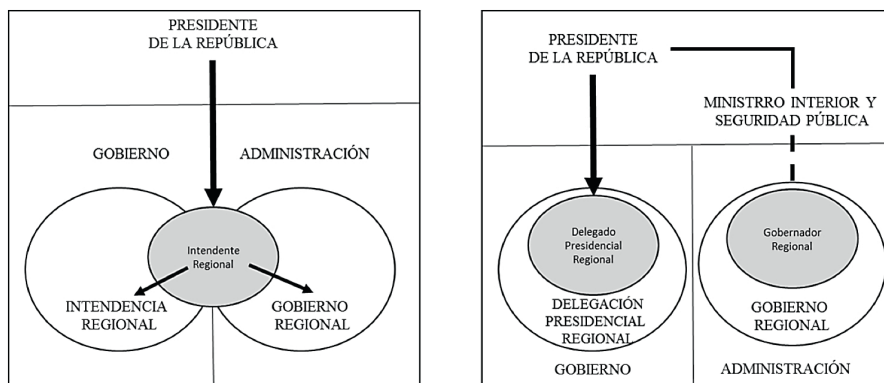 PRESIDENTE
DE LA REPÚBLICA
GOBIERNO
ADMINISTRACIÓN
Intendente
Regional
INTENDENCIA
REGIONAL
GOBIERNO
REGIONAL
PRESIDENTE
DE LA REPÚBLICA
MINISTRRO INTERIOR Y
SEGURIDAD PÚBLICA
Delegado
Presidencial
Regional
DELEGACIÓN
PRESIDENCIAL
REGIONAL
GOBIERNO
Gobernador
Regional
GOBIERNO
REGIONAL
ADMINISTRACIÓN